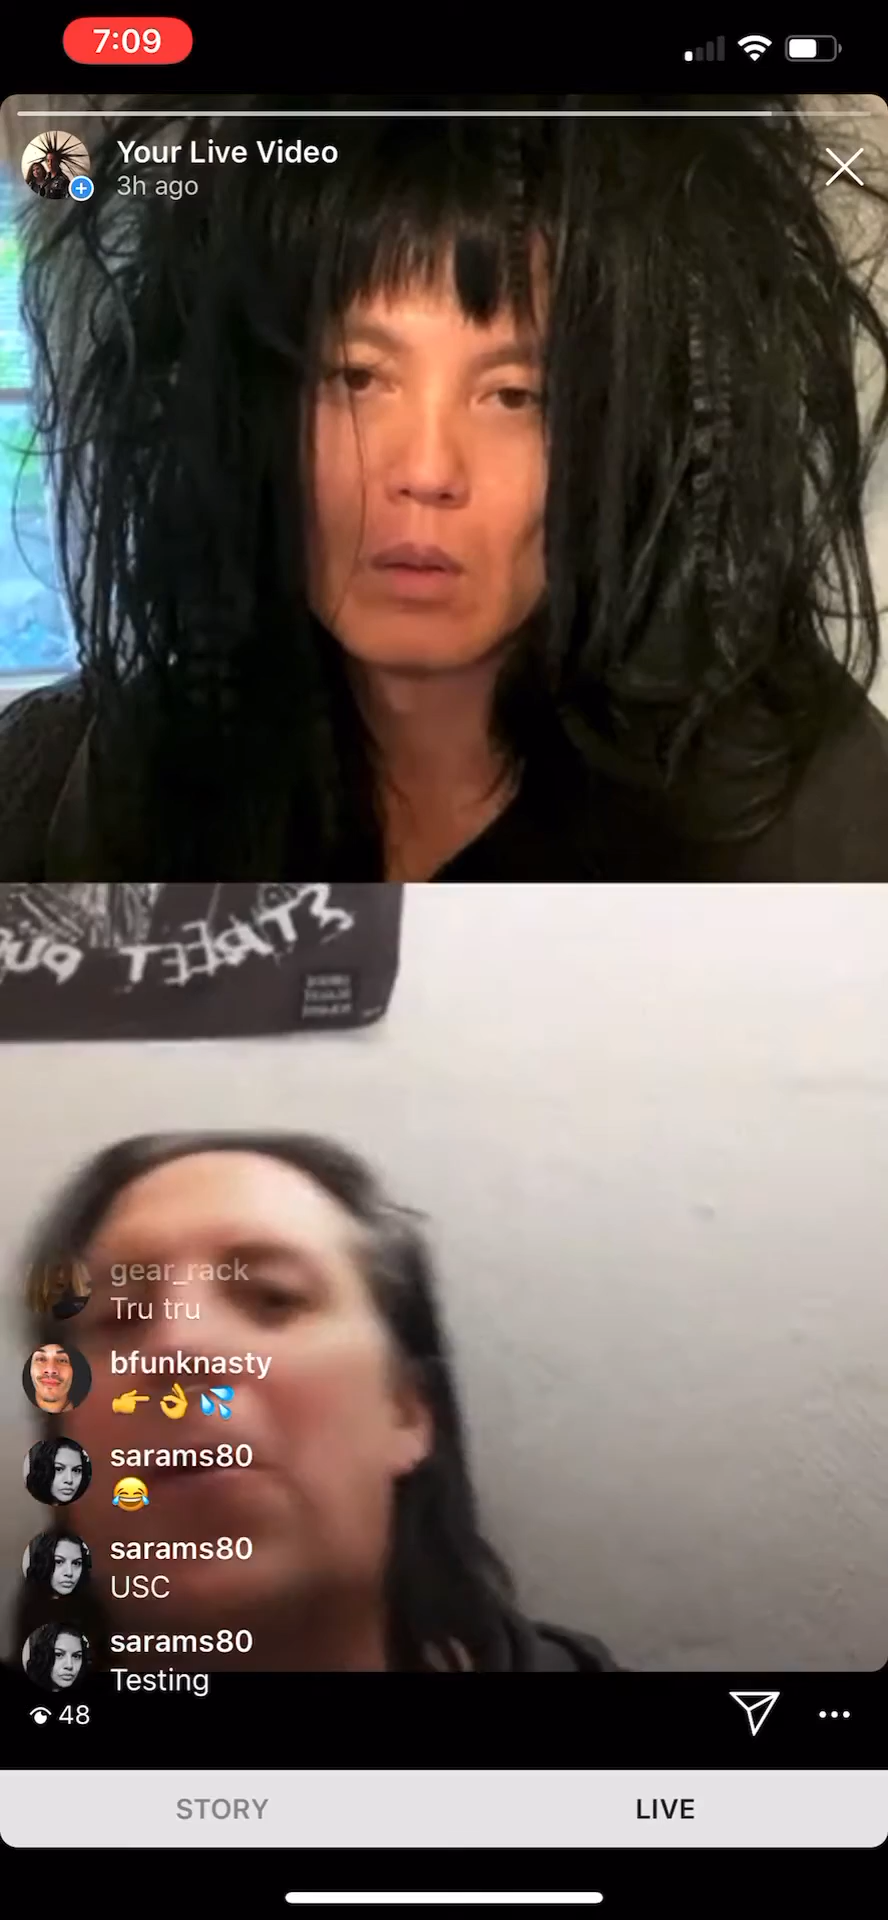 7:09
Your Live Video
3h ago
gear_rack
Tru tru
bfunknasty
👉👌💦
sarams80
😂
sarams80
USC
sarams80
Testing
48
STORY
LIVE